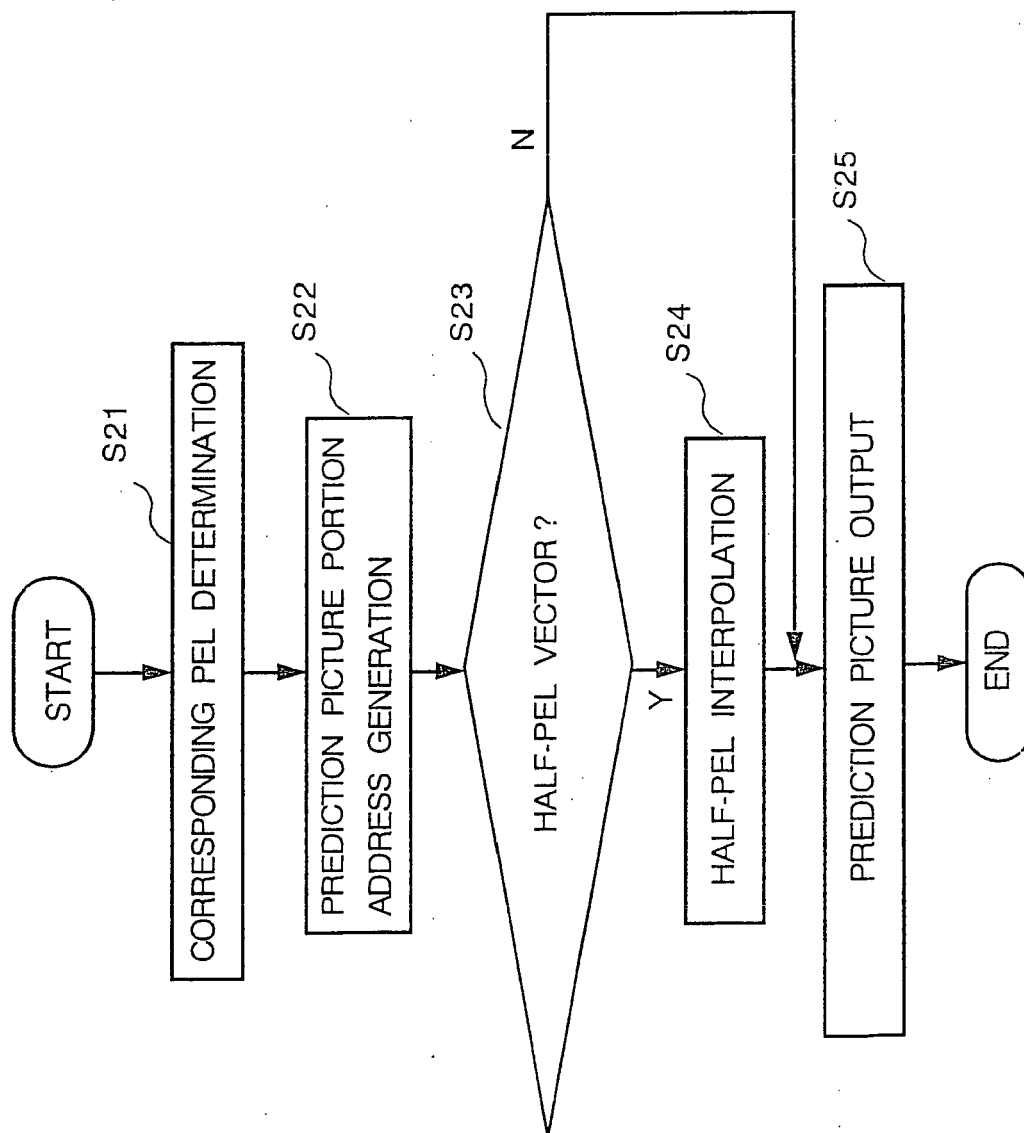 START
S21
CORRESPONDING PEL DETERMINATION
S22
PREDICTION PICTURE PORTION
ADDRESS GENERATION
S23
HALF-PEL VECTOR?
N
Y
S24
HALF-PEL INTERPOLATION
S25
PREDICTION PICTURE OUTPUT
END